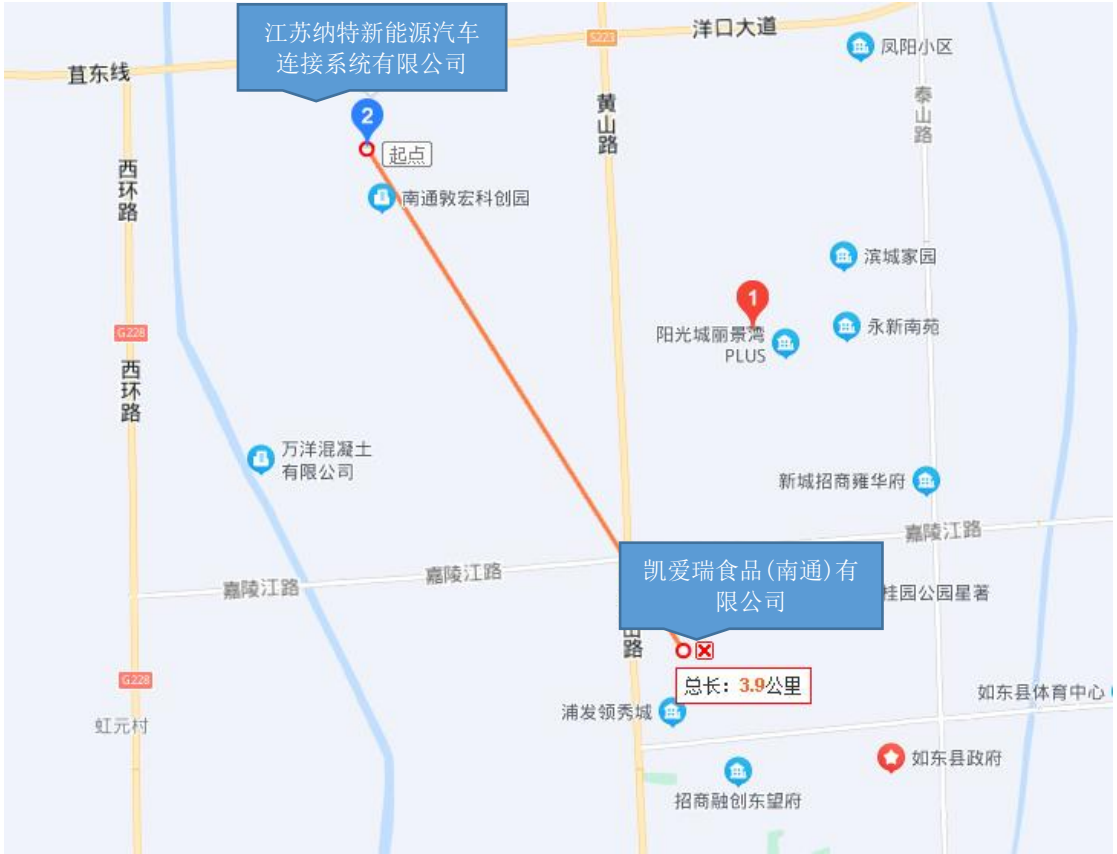 江苏纳特新能源汽车
连接系统有限公司
洋口大道
S223
凤阳小区
苴东线
泰山路
黄山路
2
起点
西环路
南通敦宏科创园
滨城家园
1
永新南苑
阳光城丽景湾
PLUS
G228
西环路
万洋混凝土
有限公司
新城招商雍华府
嘉陵江路
嘉陵江路
嘉陵江路
凯爱瑞食品(南通)有
限公司
桂园公园星著
山路
总长：3.9公里
G228
如东县体育中心
浦发领秀城
虹元村
如东县政府
招商融创东望府